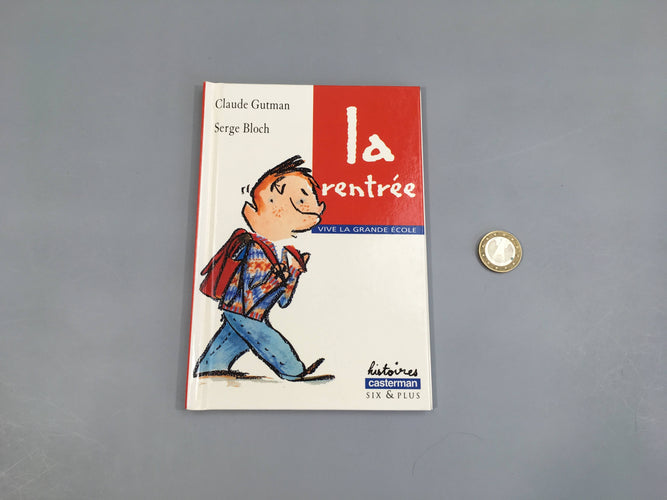 Claude Gutman
Serge Bloch
la
rentrée
VIVE LA GRANDE ÉCOLE
histoires
casterman
SIX & PLUS